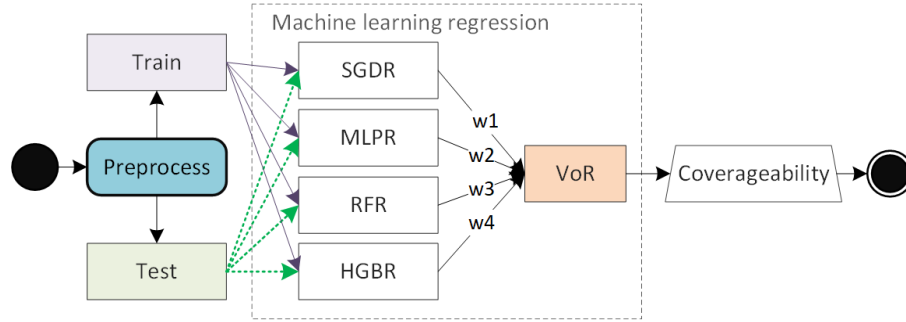 Machine learning regression
Train
SGDR
MLPR
Preprocess
RFR
Test
HGBR
w1
w2
w3
w4
VoR
Coverageability